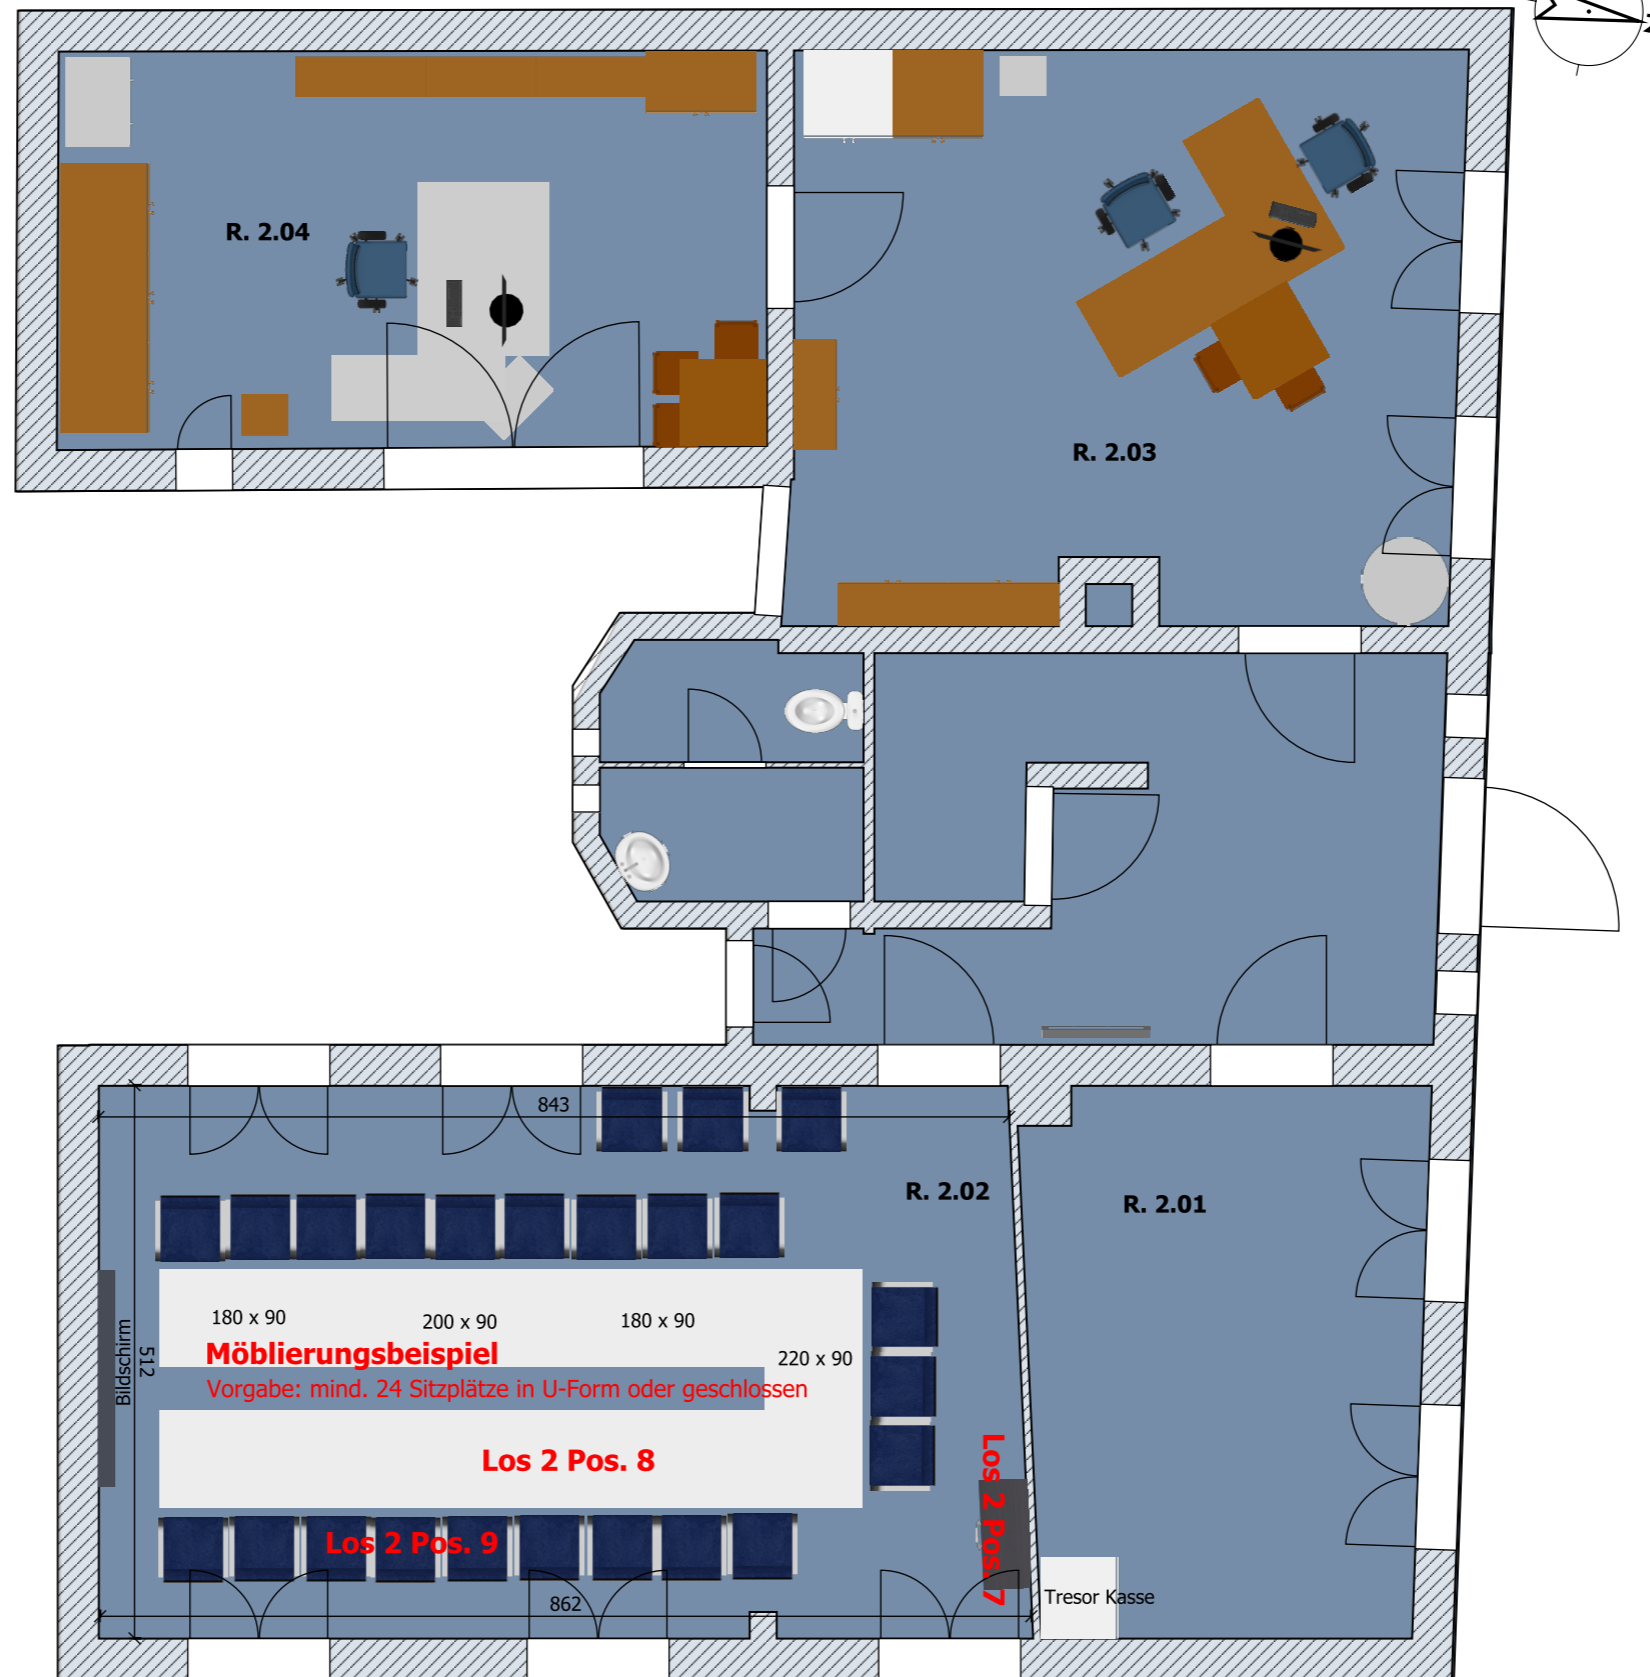 R. 2.04
R. 2.03
843
R. 2.02
R. 2.01
180 x 90
200 x 90
180 x 90
Möblierungsbeispiel
220 x 90
Bildschirm
512
Vorgabe: mind. 24 Sitzplätze in U-Form oder geschlossen
Los 2 Pos. 8
Los 2 Pos. 7
Los 2 Pos. 9
862
Tresor Kasse